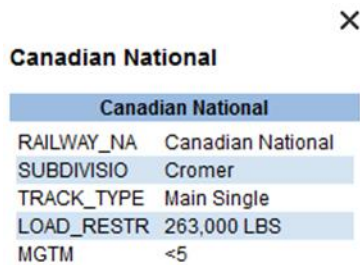 Canadian National
Canadian National
RAILWAY_NA Canadian National
SUBDIVISIO Cromer
TRACK_TYPE Main Single
LOAD_RESTR 263,000 LBS
MGTM <5